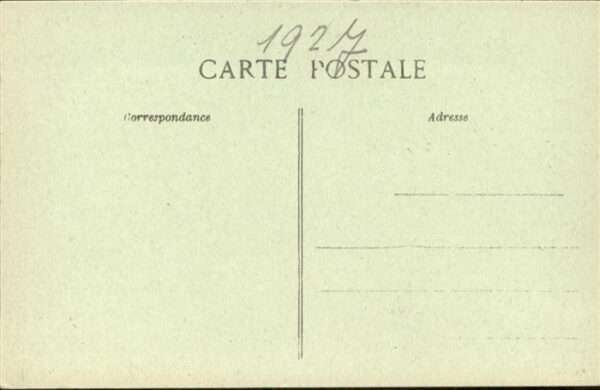 1927
CARTE POSTALE
Correspondance
Adresse